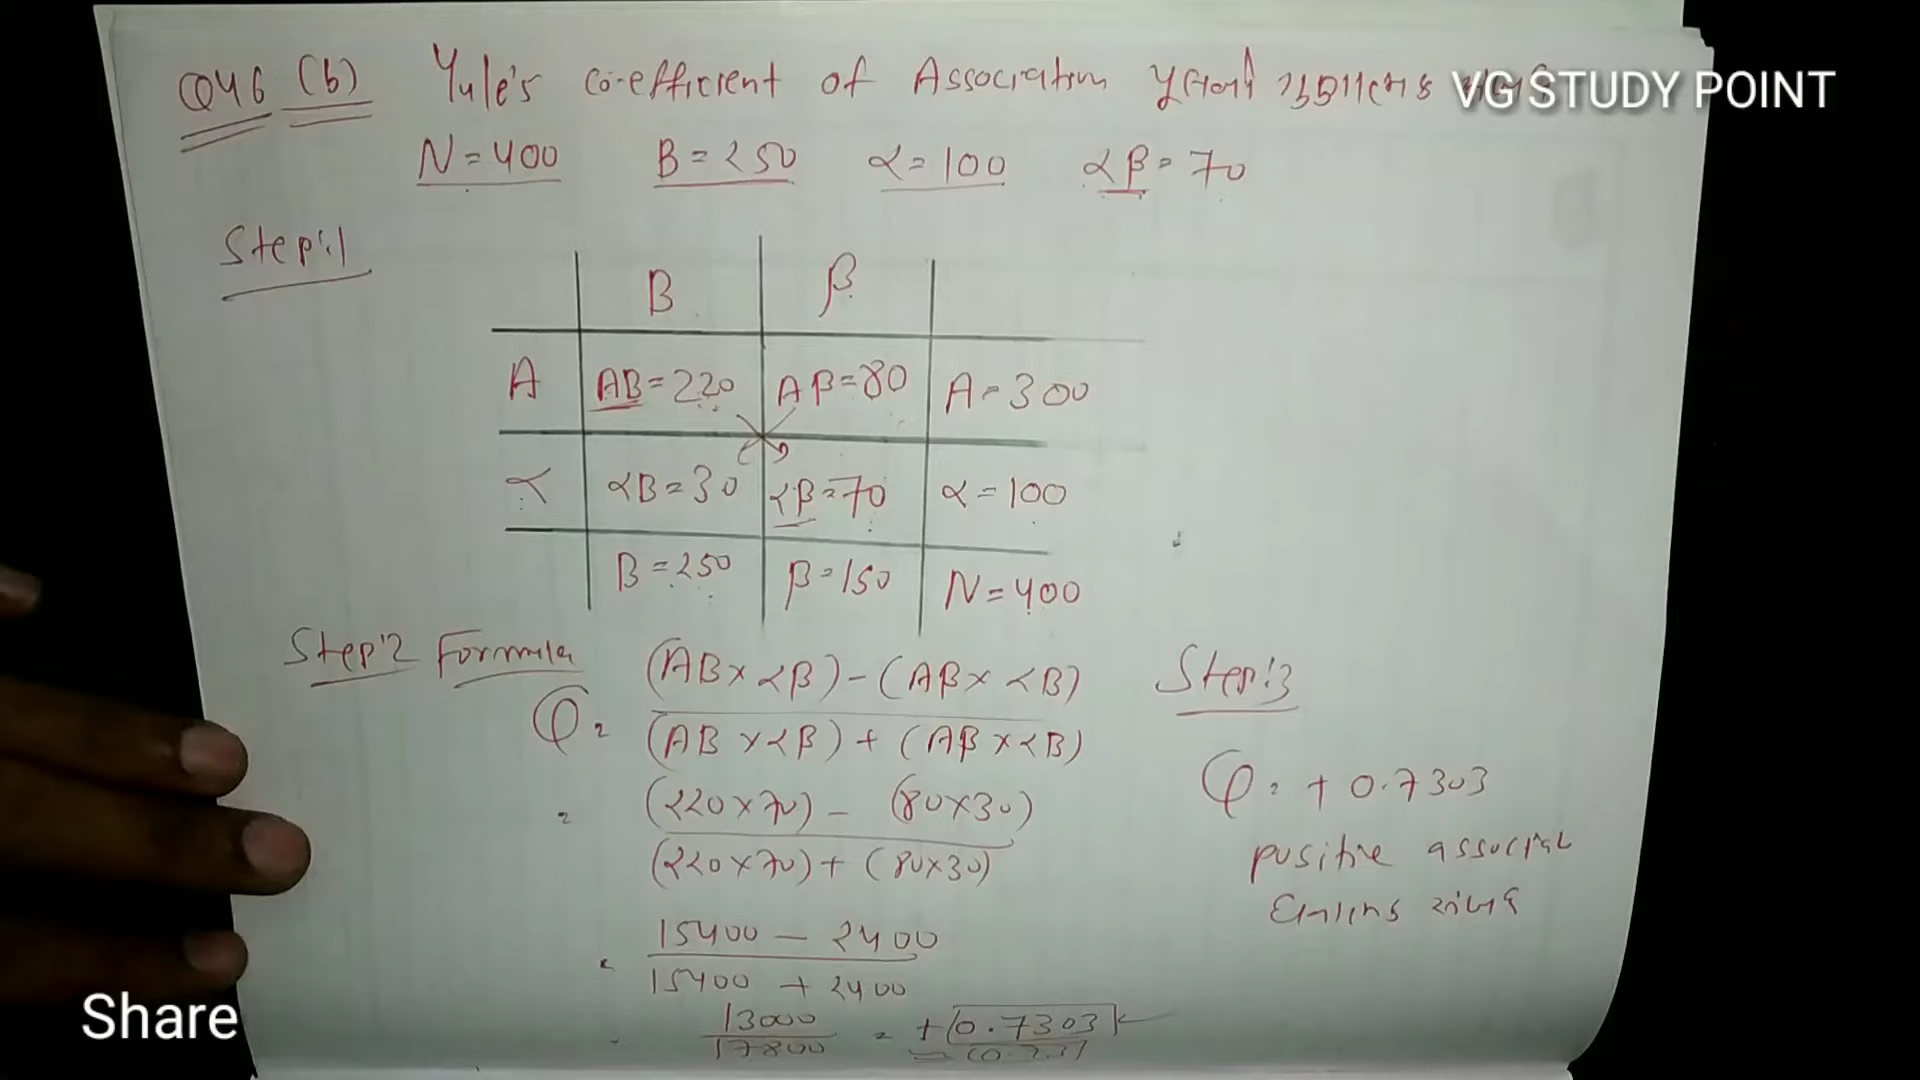 Q46 (b) Yule's co-efficient of Association
VG STUDY POINT
N = 400 B = 250 α = 100 αβ = 70
Step:1
B β
A AB = 220 Aβ = 80 A = 300
α αB = 30 αβ = 70 α = 100
B = 250 β = 150 N = 400
Step:2 Formula
Q = (AB × αβ) - (Aβ × αB)
(AB × αβ) + (Aβ × αB)
= (220 × 70) - (80 × 30)
(220 × 70) + (80 × 30)
= 15400 - 2400
15400 + 2400
= 13000
17800
= + 0.7303
Step:3
Q = + 0.7303
positive
Share